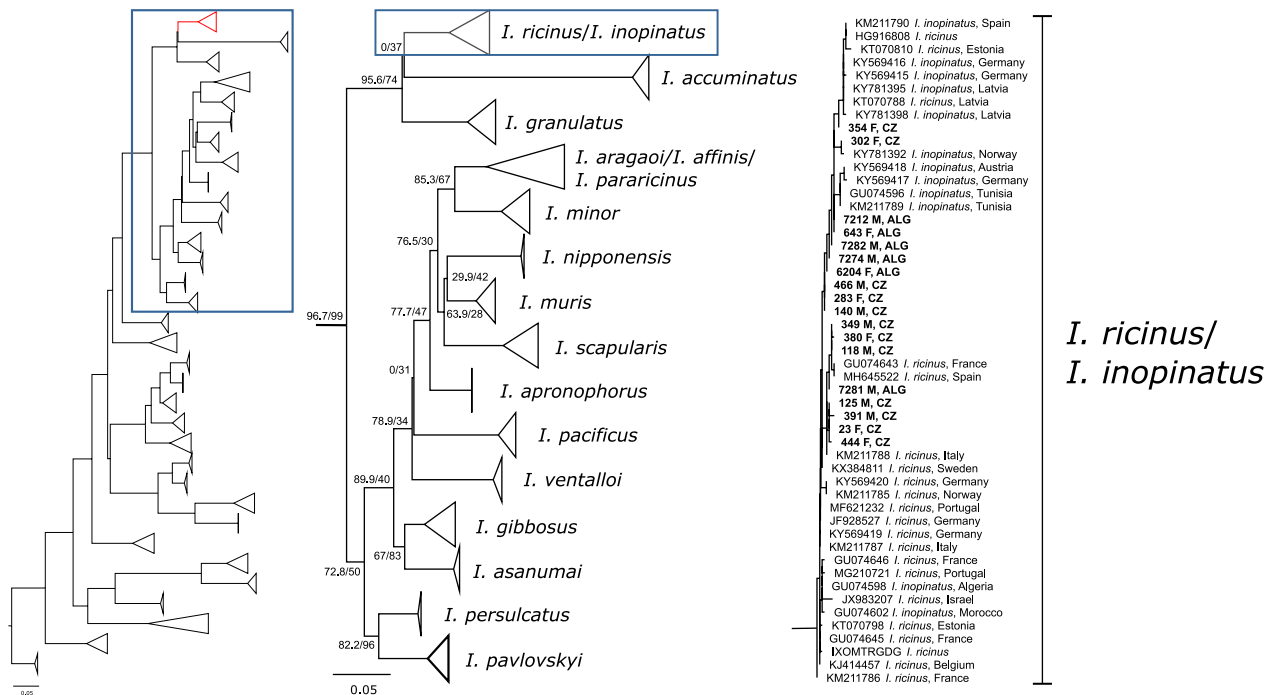 0.05
0/37
I. ricinus/I. inopinatus
95.6/74
I. accuminatus
I. granulatus
I. aragaoi/I. affinis/
I. pararicinus
85.3/67
I. minor
76.5/30
I. nipponensis
29.9/42
I. muris
63.9/28
77.7/47
96.7/99
I. scapularis
0/31
I. apronophorus
78.9/34
I. pacificus
89.9/40
I. ventalloi
I. gibbosus
67/83
72.8/50
I. asanumai
I. persulcatus
82.2/96
I. pavlovskyi
0.05
KM211790 I. inopinatus, Spain
HG916808 I. ricinus
KT070810 I. ricinus, Estonia
KY569416 I. inopinatus, Germany
KY569415 I. inopinatus, Germany
KY781395 I. inopinatus, Latvia
KT070788 I. ricinus, Latvia
KY781398 I. inopinatus, Latvia
354 F, CZ
302 F, CZ
KY781392 I. inopinatus, Norway
KY569418 I. inopinatus, Austria
KY569417 I. inopinatus, Germany
GU074596 I. inopinatus, Tunisia
KM211789 I. inopinatus, Tunisia
7212 M, ALG
643 F, ALG
7282 M, ALG
7274 M, ALG
6204 F, ALG
466 M, CZ
283 F, CZ
140 M, CZ
349 M, CZ
380 F, CZ
118 M, CZ
GU074643 I. ricinus, France
MH645522 I. ricinus, Spain
7281 M, ALG
125 M, CZ
391 M, CZ
23 F, CZ
444 F, CZ
KM211788 I. ricinus, Italy
KX384811 I. ricinus, Sweden
KY569420 I. ricinus, Germany
KM211785 I. ricinus, Norway
MF621232 I. ricinus, Portugal
JF928527 I. ricinus, Germany
KY569419 I. ricinus, Germany
KM211787 I. ricinus, Italy
GU074646 I. ricinus, France
MG210721 I. ricinus, Portugal
GU074598 I. inopinatus, Algeria
JX983207 I. ricinus, Israel
GU074602 I. inopinatus, Morocco
KT070798 I. ricinus, Estonia
GU074645 I. ricinus, France
IXOMTRGDG I. ricinus
KJ414457 I. ricinus, Belgium
KM211786 I. ricinus, France
I. ricinus/
I. inopinatus